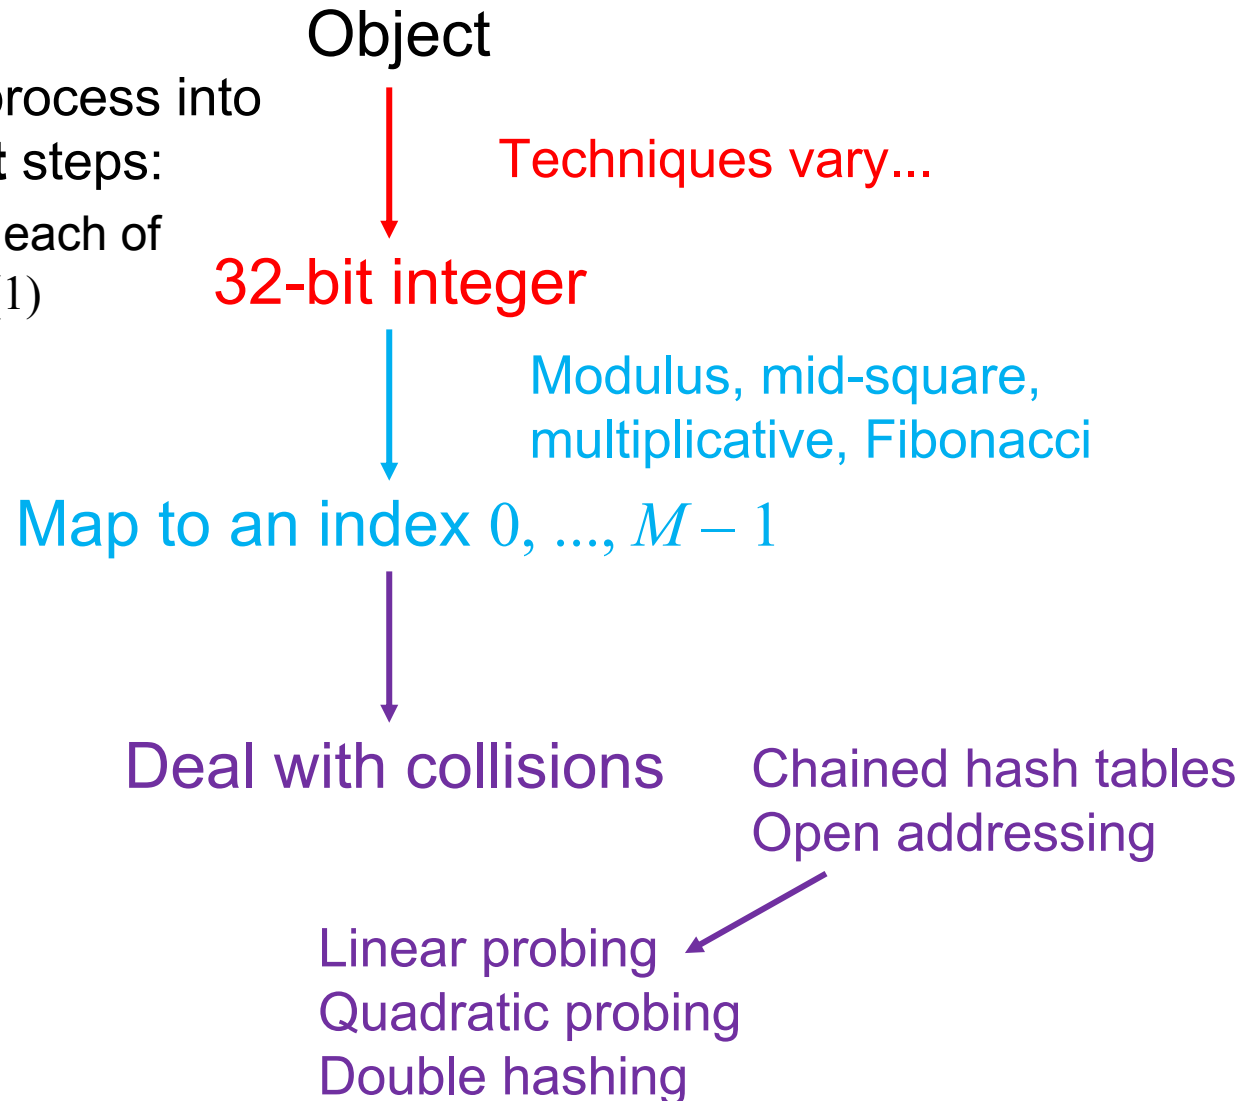 Object
process into
t steps:
each of
(1)
Techniques vary...
32-bit integer
Modulus, mid-square,
multiplicative, Fibonacci
Map to an index 0, ..., M – 1
Deal with collisions
Chained hash tables
Open addressing
Linear probing
Quadratic probing
Double hashing